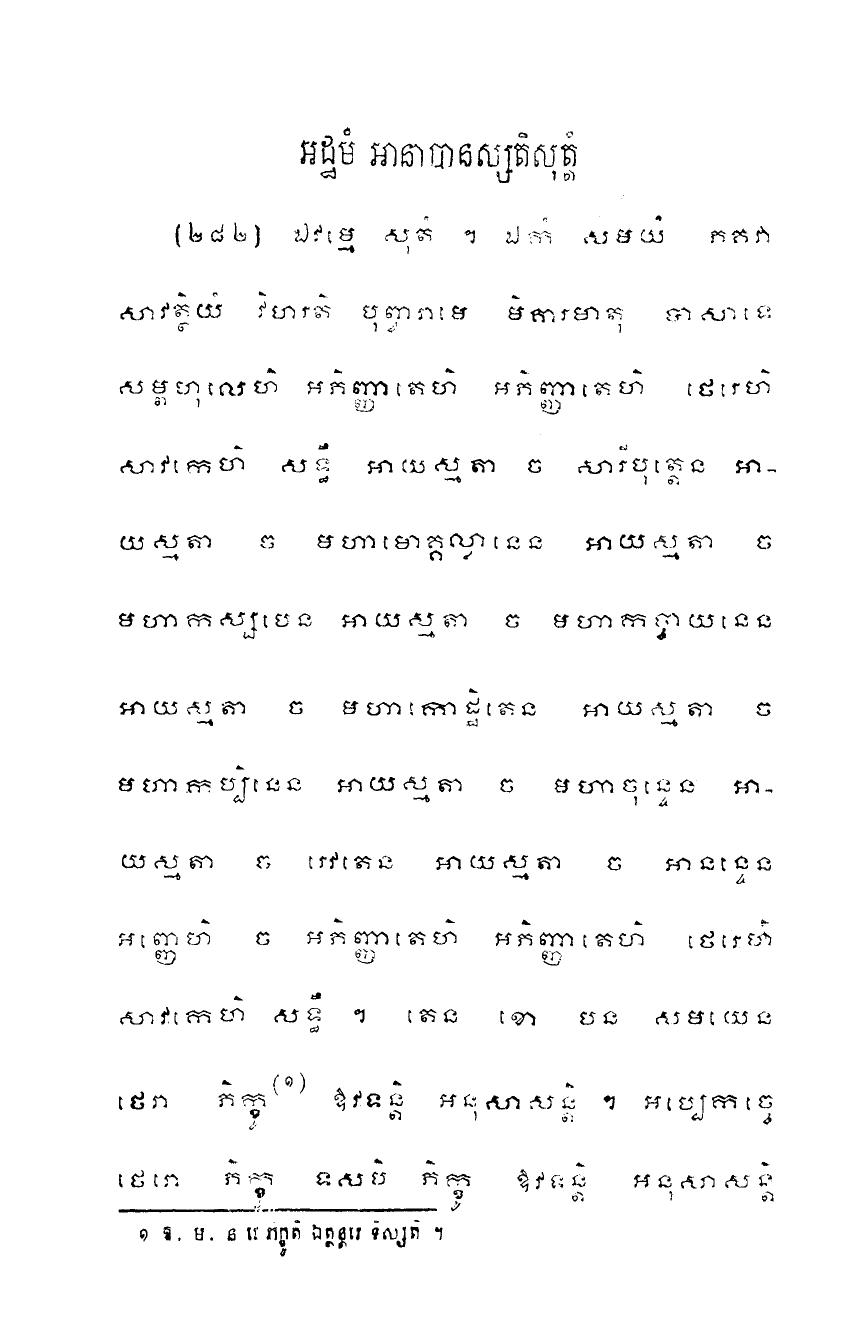 អដ្ឋមំ អានាបានស្សតិសុត្តំ
(២៨២) ឯវម្មេ សុតំ ។ ឯកំ សមយំ ភគវា
សាវត្ថិយំ វិហរតិ បុព្វារាមេ មិគារមាតុ បាសាទេ
សម្ពហុលេហិ អភិញ្ញាតេហិ អភិញ្ញាតេហិ ថេរេហិ
សាវកេហិ សទ្ធឹ អាយស្មតា ច សារីបុត្តេន អា-
យស្មតា ច មហាមោគ្គល្លានេន អាយស្មតា ច
មហាកស្សបេន អាយស្មតា ច មហាកច្ចាយនេន
អាយស្មតា ច មហាកោដ្ឋិតេន អាយស្មតា ច
មហាកប្បិនេន អាយស្មតា ច មហាចុន្ទេន អា-
យស្មតា ច រេវតេន អាយស្មតា ច អានន្ទេន
អញ្ញេហិ ច អភិញ្ញាតេហិ អភិញ្ញាតេហិ ថេរេហិ
សាវកេហិ សទ្ធឹ ។ តេន ខោ បន សមយេន
ថេរា ភិក្ខូ(១) ឱវទន្តិ អនុសាសន្តិ ។ អប្បេកច្ចេ
ថេរា ភិក្ខូ ទសបិ ភិក្ខូ ឱវទន្តិ អនុសាសន្តិ
១ ឱ. ម. ន វេ ភិក្ខូតិ ឯត្ថន្តរេ ទិស្សតិ ។